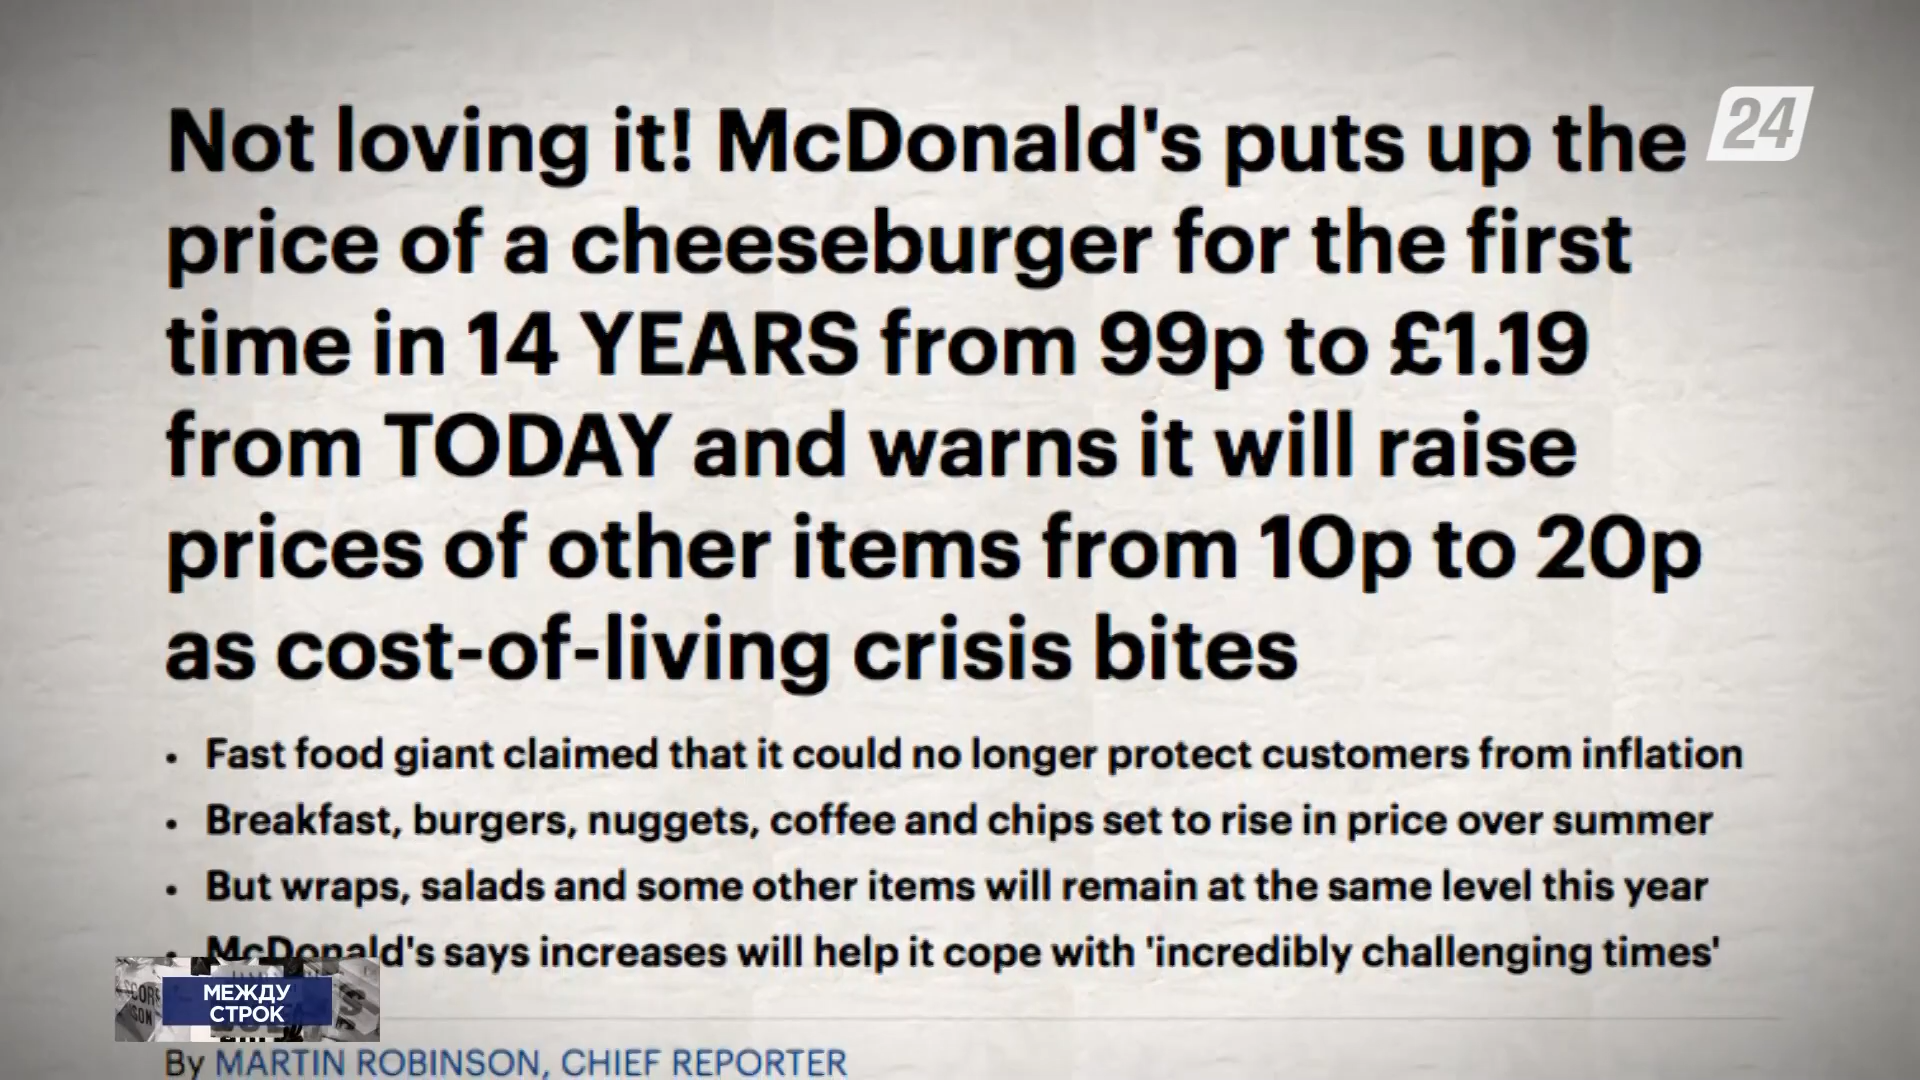 Not loving it! McDonald's puts up the
24
price of a cheeseburger for the first
time in 14 YEARS from 99p to £1.19
from TODAY and warns it will raise
prices of other items from 10p to 20p
as cost-of-living crisis bites
• Fast food giant claimed that it could no longer protect customers from inflation
• Breakfast, burgers, nuggets, coffee and chips set to rise in price over summer
• But wraps, salads and some other items will remain at the same level this year
• McDonald's says increases will help it cope with 'incredibly challenging times'
МЕЖДУ
СТРОК
By MARTIN ROBINSON, CHIEF REPORTER